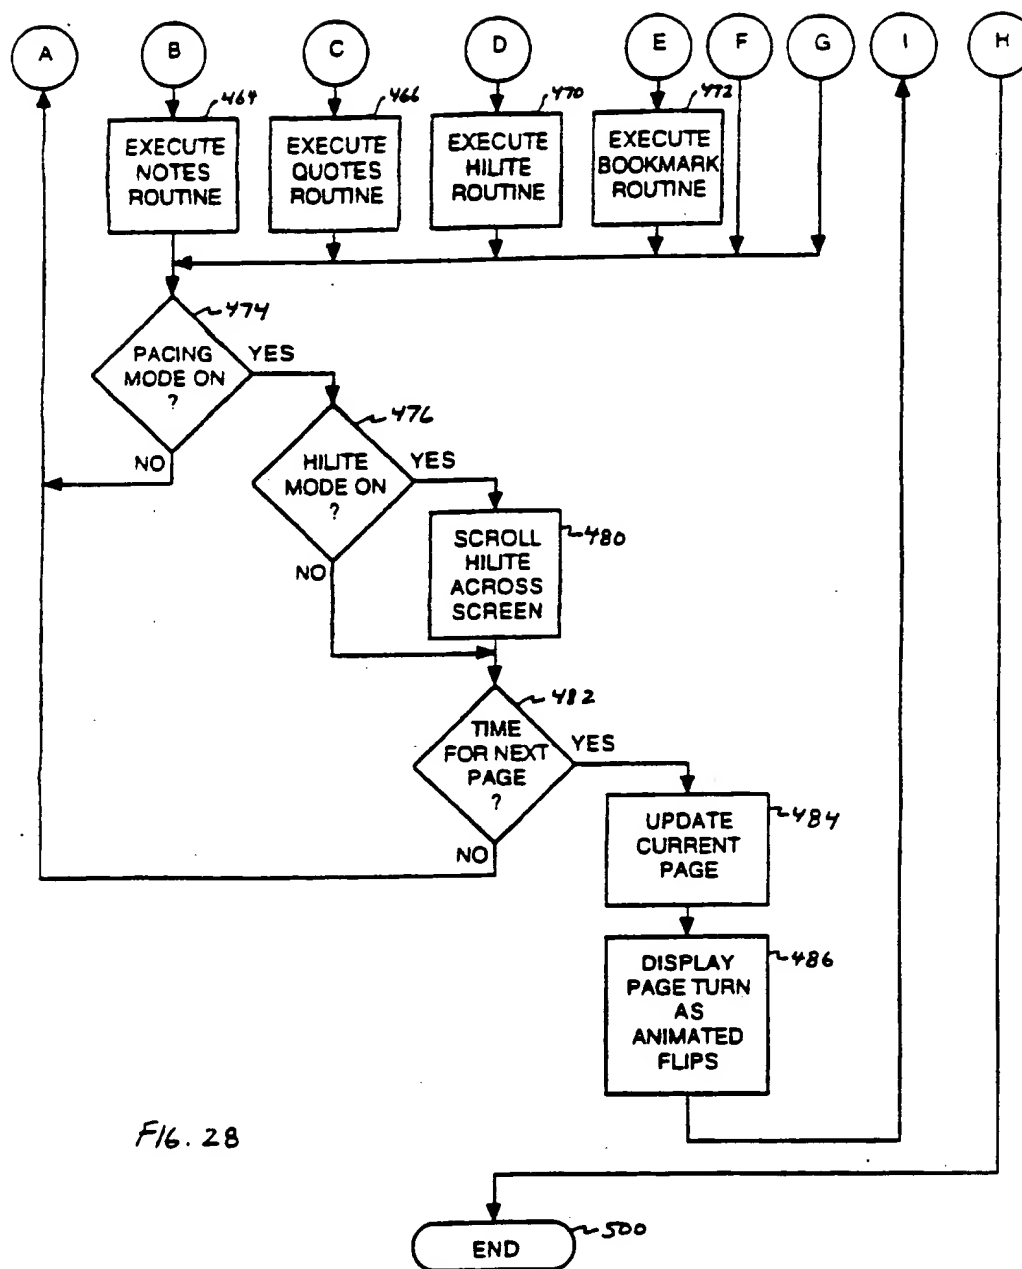 A B C D E F G I H
464 466 470 472
EXECUTE
NOTES
ROUTINE
EXECUTE
QUOTES
ROUTINE
EXECUTE
HILITE
ROUTINE
EXECUTE
BOOKMARK
ROUTINE
474
PACING
MODE ON
?
YES
NO
476
HILITE
MODE ON
?
YES
NO
480
SCROLL
HILITE
ACROSS
SCREEN
482
TIME
FOR NEXT
PAGE
?
YES
NO
484
UPDATE
CURRENT
PAGE
486
DISPLAY
PAGE TURN
AS
ANIMATED
FLIPS
FIG. 28
500
END